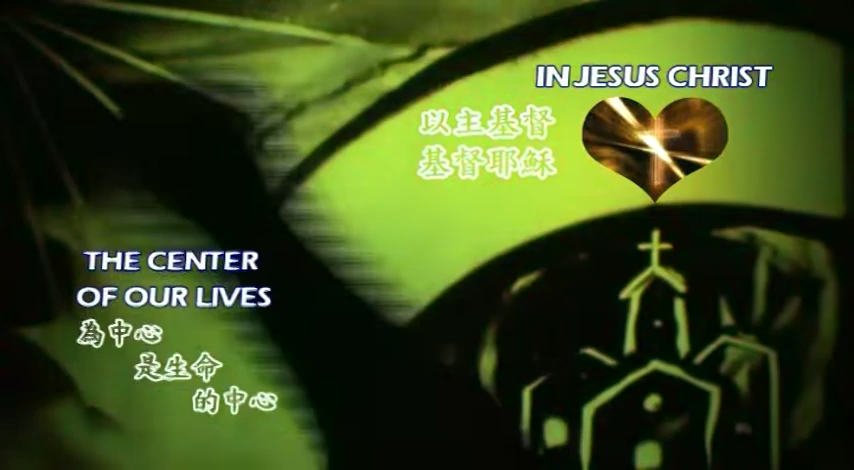 IN JESUS CHRIST
以主基督
基督耶穌
THE CENTER
OF OUR LIVES
為中心
是生命
的中心